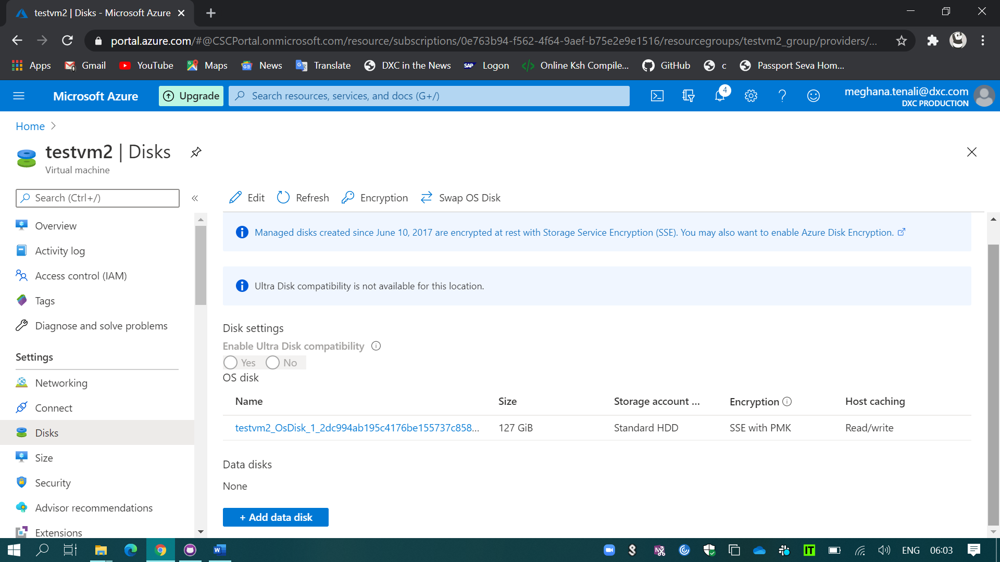 testvm2 | Disks - Microsoft Azure
portal.azure.com/#@CSCPortal.onmicrosoft.com/resource/subscriptions/0e763b94-f562-4f64-9aef-b75e2e9e1516/resourcegroups/testvm2_group/providers/...
Apps Gmail YouTube Maps News Translate DXC in the News SAP Logon Online Ksh Compile... GitHub c Passport Seva Hom...
Microsoft Azure Upgrade Search resources, services, and docs (G+/) 4 meghana.tenali@dxc.com
DXC PRODUCTION
Home
testvm2 | Disks
Virtual machine
Search (Ctrl+/)
Edit Refresh Encryption Swap OS Disk
Managed disks created since June 10, 2017 are encrypted at rest with Storage Service Encryption (SSE). You may also want to enable Azure Disk Encryption.
Ultra Disk compatibility is not available for this location.
Overview
Activity log
Access control (IAM)
Tags
Diagnose and solve problems
Settings
Networking
Connect
Disks
Size
Security
Advisor recommendations
Extensions
Disk settings
Enable Ultra Disk compatibility
Yes No
OS disk
Name Size Storage account ... Encryption Host caching
testvm2_OsDisk_1_2dc994ab195c4176be155737c858... 127 GiB Standard HDD SSE with PMK Read/write
Data disks
None
+ Add data disk
ENG 06:03